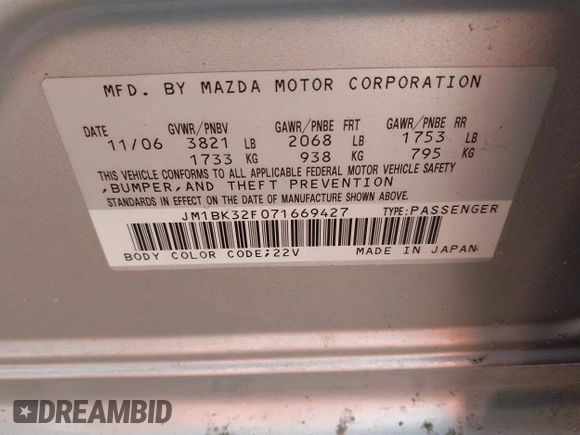 MFD. BY MAZDA MOTOR CORPORATION
DATE GVWR/PNBV GAWR/PNBE FRT GAWR/PNBE RR
11/06 3821 LB 2068 LB 1753 LB
1733 KG 938 KG 795 KG
THIS VEHICLE CONFORMS TO ALL APPLICABLE FEDERAL MOTOR VEHICLE SAFETY
,BUMPER,AND THEFT PREVENTION
STANDARDS IN EFFECT ON THE DATE OF MANUFACTURE SHOWN ABOVE.
JM1BK32F071669427 TYPE:PASSENGER
BODY COLOR CODE;22V MADE IN JAPAN
DREAMBID